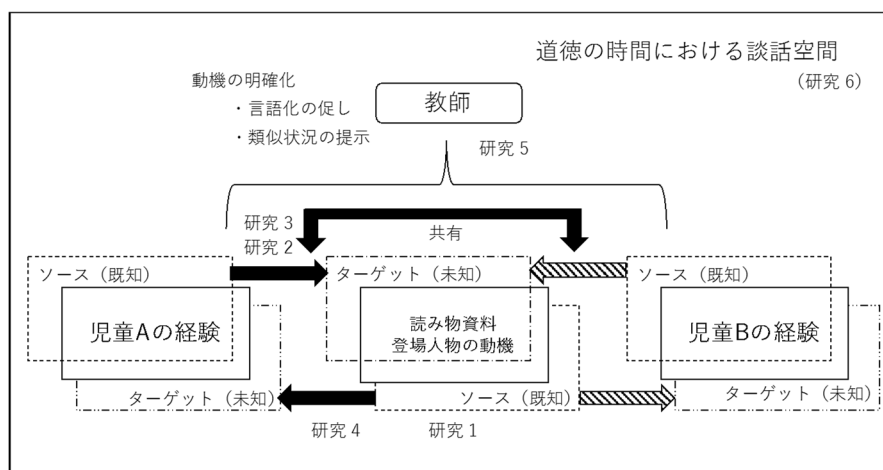 道徳の時間における談話空間
(研究6)
動機の明確化
・言語化の促し
・類似状況の提示
教師
研究5
研究3
研究2
共有
ソース(既知)
ターゲット(未知)
ソース(既知)
児童Aの経験
読み物資料
登場人物の動機
児童Bの経験
ターゲット(未知)
ソース(既知)
ターゲット(未知)
研究4
研究1